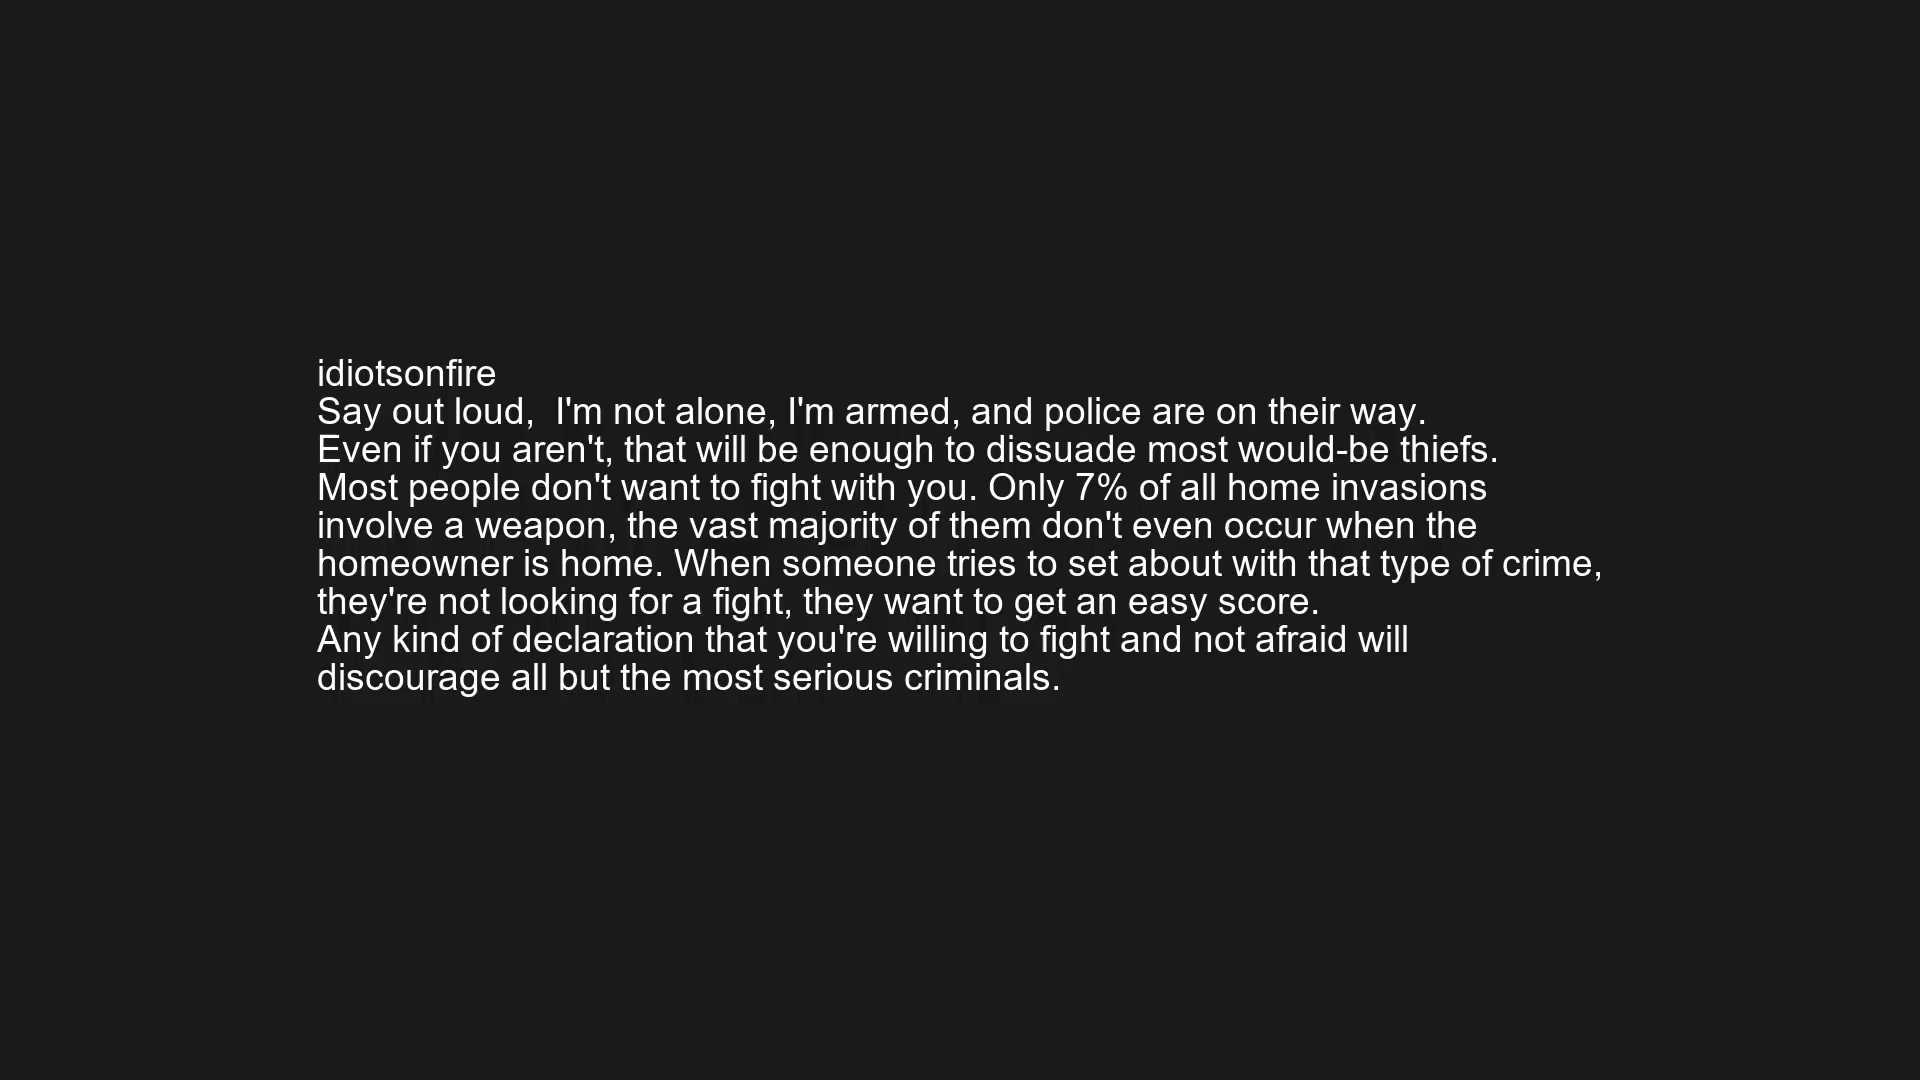 idiotsonfire
Say out loud,  I'm not alone, I'm armed, and police are on their way.
Even if you aren't, that will be enough to dissuade most would-be thiefs.
Most people don't want to fight with you. Only 7% of all home invasions
involve a weapon, the vast majority of them don't even occur when the
homeowner is home. When someone tries to set about with that type of crime,
they're not looking for a fight, they want to get an easy score.
Any kind of declaration that you're willing to fight and not afraid will
discourage all but the most serious criminals.